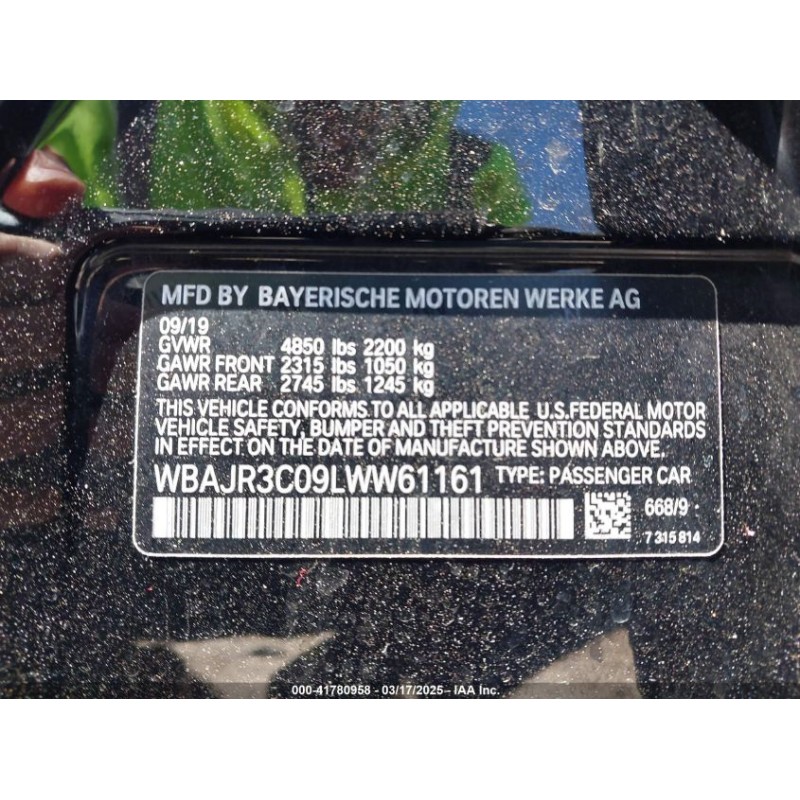 MFD BY BAYERISCHE MOTOREN WERKE AG
09/19
GVWR 4850 lbs 2200 kg
GAWR FRONT 2315 lbs 1050 kg
GAWR REAR 2745 lbs 1245 kg
THIS VEHICLE CONFORMS TO ALL APPLICABLE U.S.FEDERAL MOTOR
VEHICLE SAFETY, BUMPER AND THEFT PREVENTION STANDARDS
IN EFFECT ON THE DATE OF MANUFACTURE SHOWN ABOVE.
WBAJR3C09LWW61161 TYPE: PASSENGER CAR
668/9
7 315 814
000-41780958 - 03/17/2025 - IAA Inc.